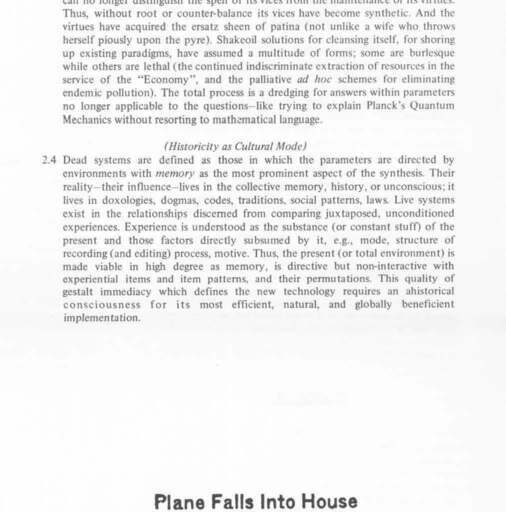 can no longer distinguish the spell of its vices from the maintenance of its virtues.
Thus, without root or counter-balance its vices have become synthetic. And the
virtues have acquired the ersatz sheen of patina (not unlike a wife who throws
herself piously upon the pyre). Shakeoil solutions for cleansing itself, for shoring
up existing paradigms, have assumed a multitude of forms; some are burlesque
while others are lethal (the continued indiscriminate extraction of resources in the
service of the “Economy”, and the palliative ad hoc schemes for eliminating
endemic pollution). The total process is a dredging for answers within parameters
no longer applicable to the questions—like trying to explain Planck's Quantum
Mechanics without resorting to mathematical language.
(Historicity as Cultural Mode)
2.4 Dead systems are defined as those in which the parameters are directed by
environments with memory as the most prominent aspect of the synthesis. Their
reality—their influence—lives in the collective memory, history, or unconscious; it
lives in doxologies, dogmas, codes, traditions, social patterns, laws. Live systems
exist in the relationships discerned from comparing juxtaposed, unconditioned
experiences. Experience is understood as the substance (or constant stuff) of the
present and those factors directly subsumed by it, e.g., mode, structure of
recording (and editing) process, motive. Thus, the present (or total environment) is
made viable in high degree as memory, is directive but non-interactive with
experiential items and item patterns, and their permutations. This quality of
gestalt immediacy which defines the new technology requires an ahistorical
consciousness for its most efficient, natural, and globally beneficient
implementation.
Plane Falls Into House